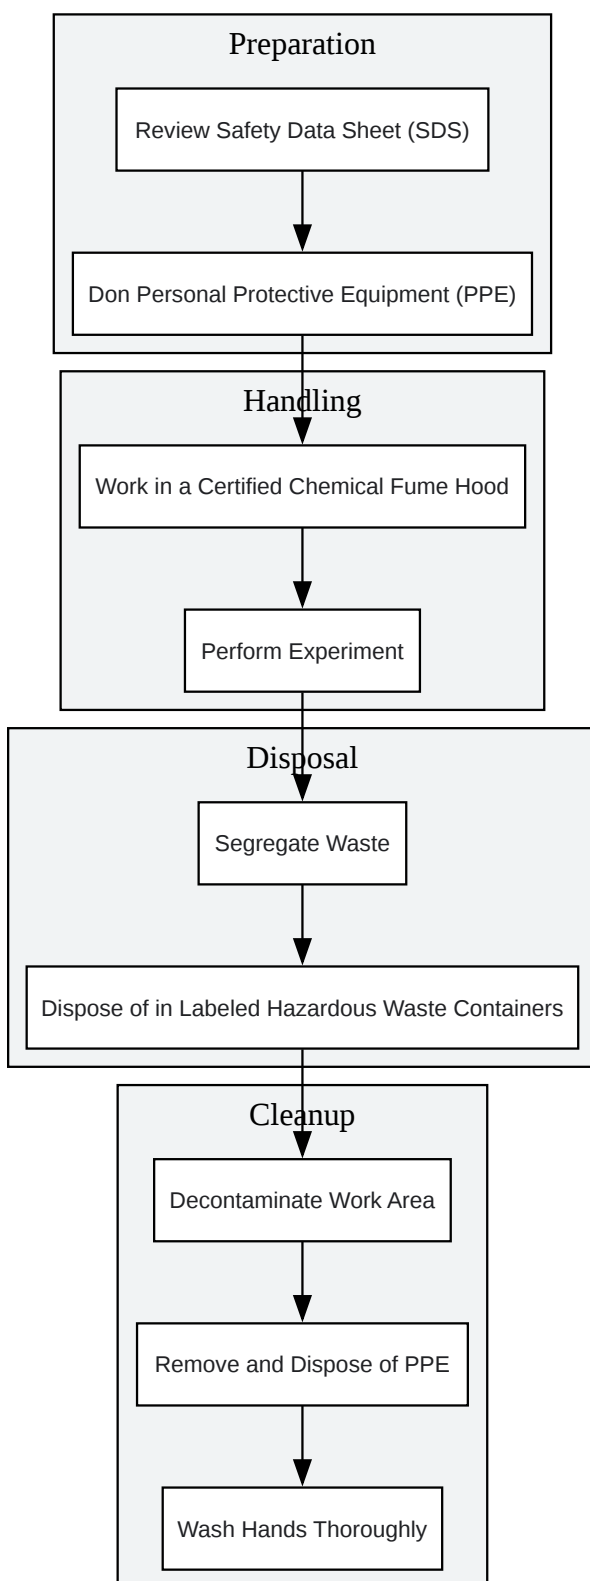 Preparation
Review Safety Data Sheet (SDS)
Don Personal Protective Equipment (PPE)
Handling
Work in a Certified Chemical Fume Hood
Perform Experiment
Disposal
Segregate Waste
Dispose of in Labeled Hazardous Waste Containers
Cleanup
Decontaminate Work Area
Remove and Dispose of PPE
Wash Hands Thoroughly